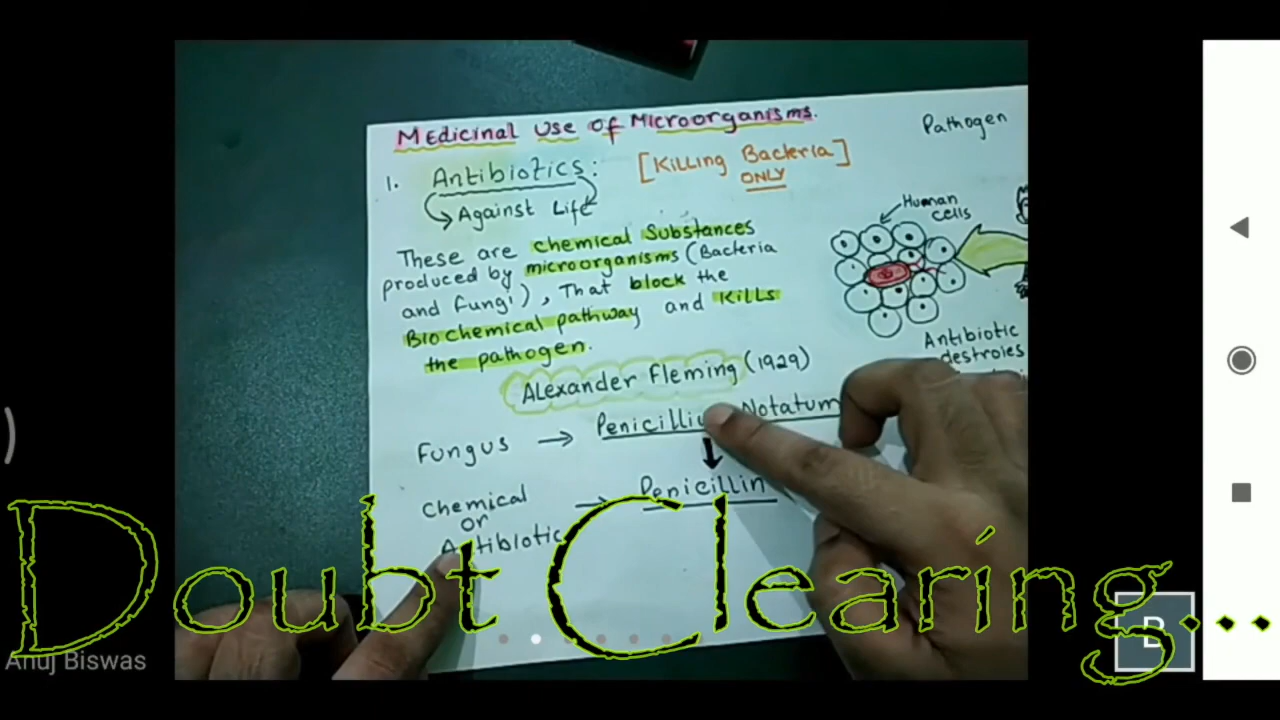 Medicinal Use of Microorganisms.
1. Antibiotics:
[Killing Bacteria]
ONLY
Against Life
These are chemical Substances
produced by microorganisms (Bacteria
and fungi), That block the
Biochemical pathway and Kills
the pathogen.
Alexander Fleming (1929)
Fungus → Penicillium Notatum
Chemical
or
Antibiotic
→ Penicillin
Pathogen
Human
cells
Antibiotic
destroies
Doubt Clearing...
B
Anuj Biswas